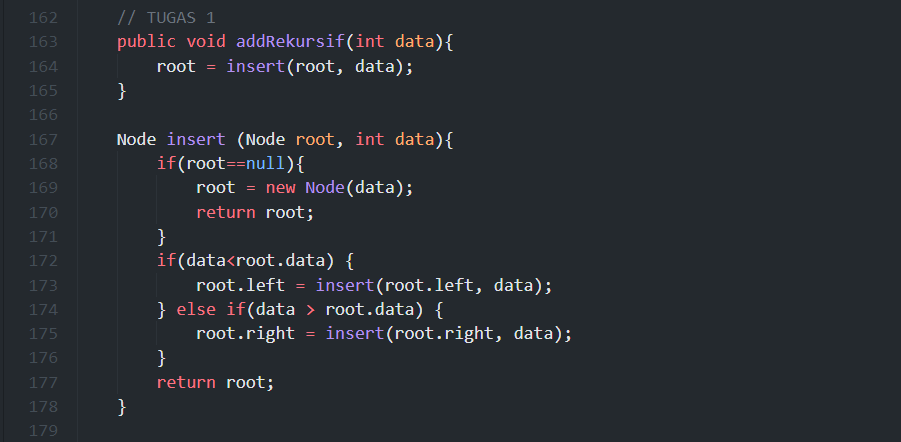 162 // TUGAS 1
163 public void addRekursif(int data){
164 root = insert(root, data);
165 }
166
167 Node insert (Node root, int data){
168 if(root==null){
169 root = new Node(data);
170 return root;
171 }
172 if(data<root.data) {
173 root.left = insert(root.left, data);
174 } else if(data > root.data) {
175 root.right = insert(root.right, data);
176 }
177 return root;
178 }
179